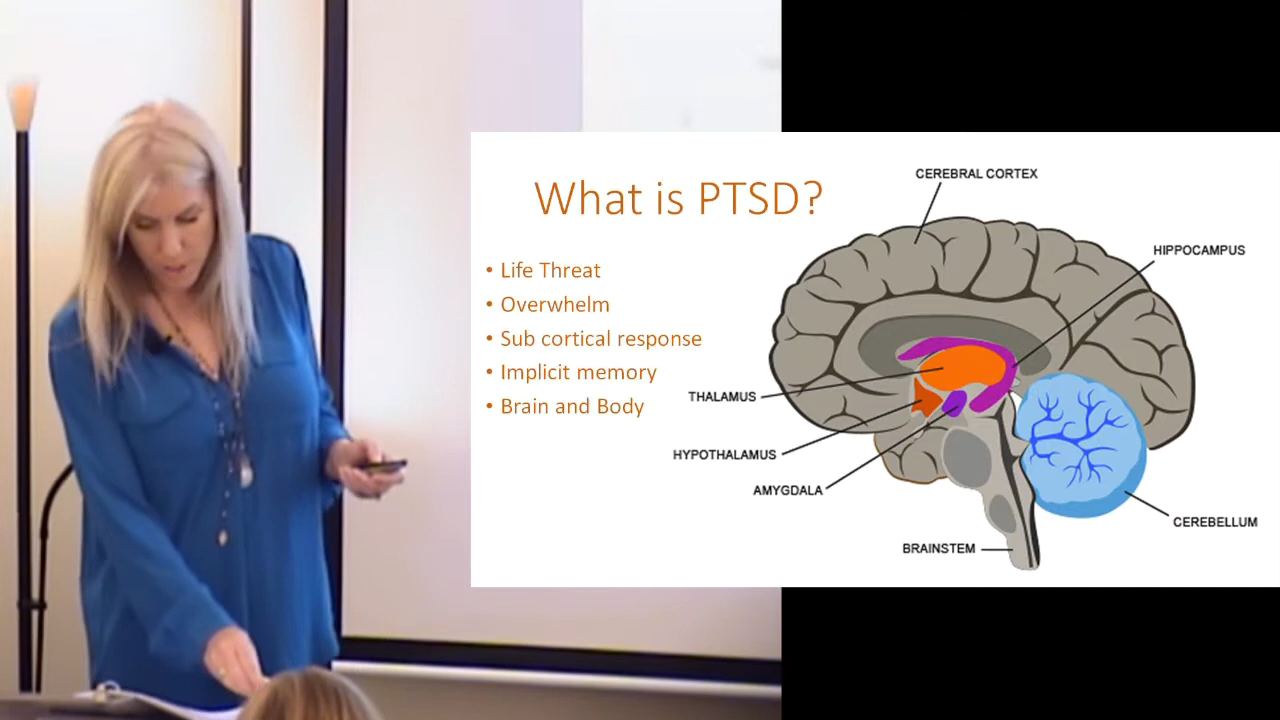 What is PTSD?
• Life Threat
• Overwhelm
• Sub cortical response
• Implicit memory
• Brain and Body
CEREBRAL CORTEX
HIPPOCAMPUS
THALAMUS
HYPOTHALAMUS
AMYGDALA
CEREBELLUM
BRAINSTEM